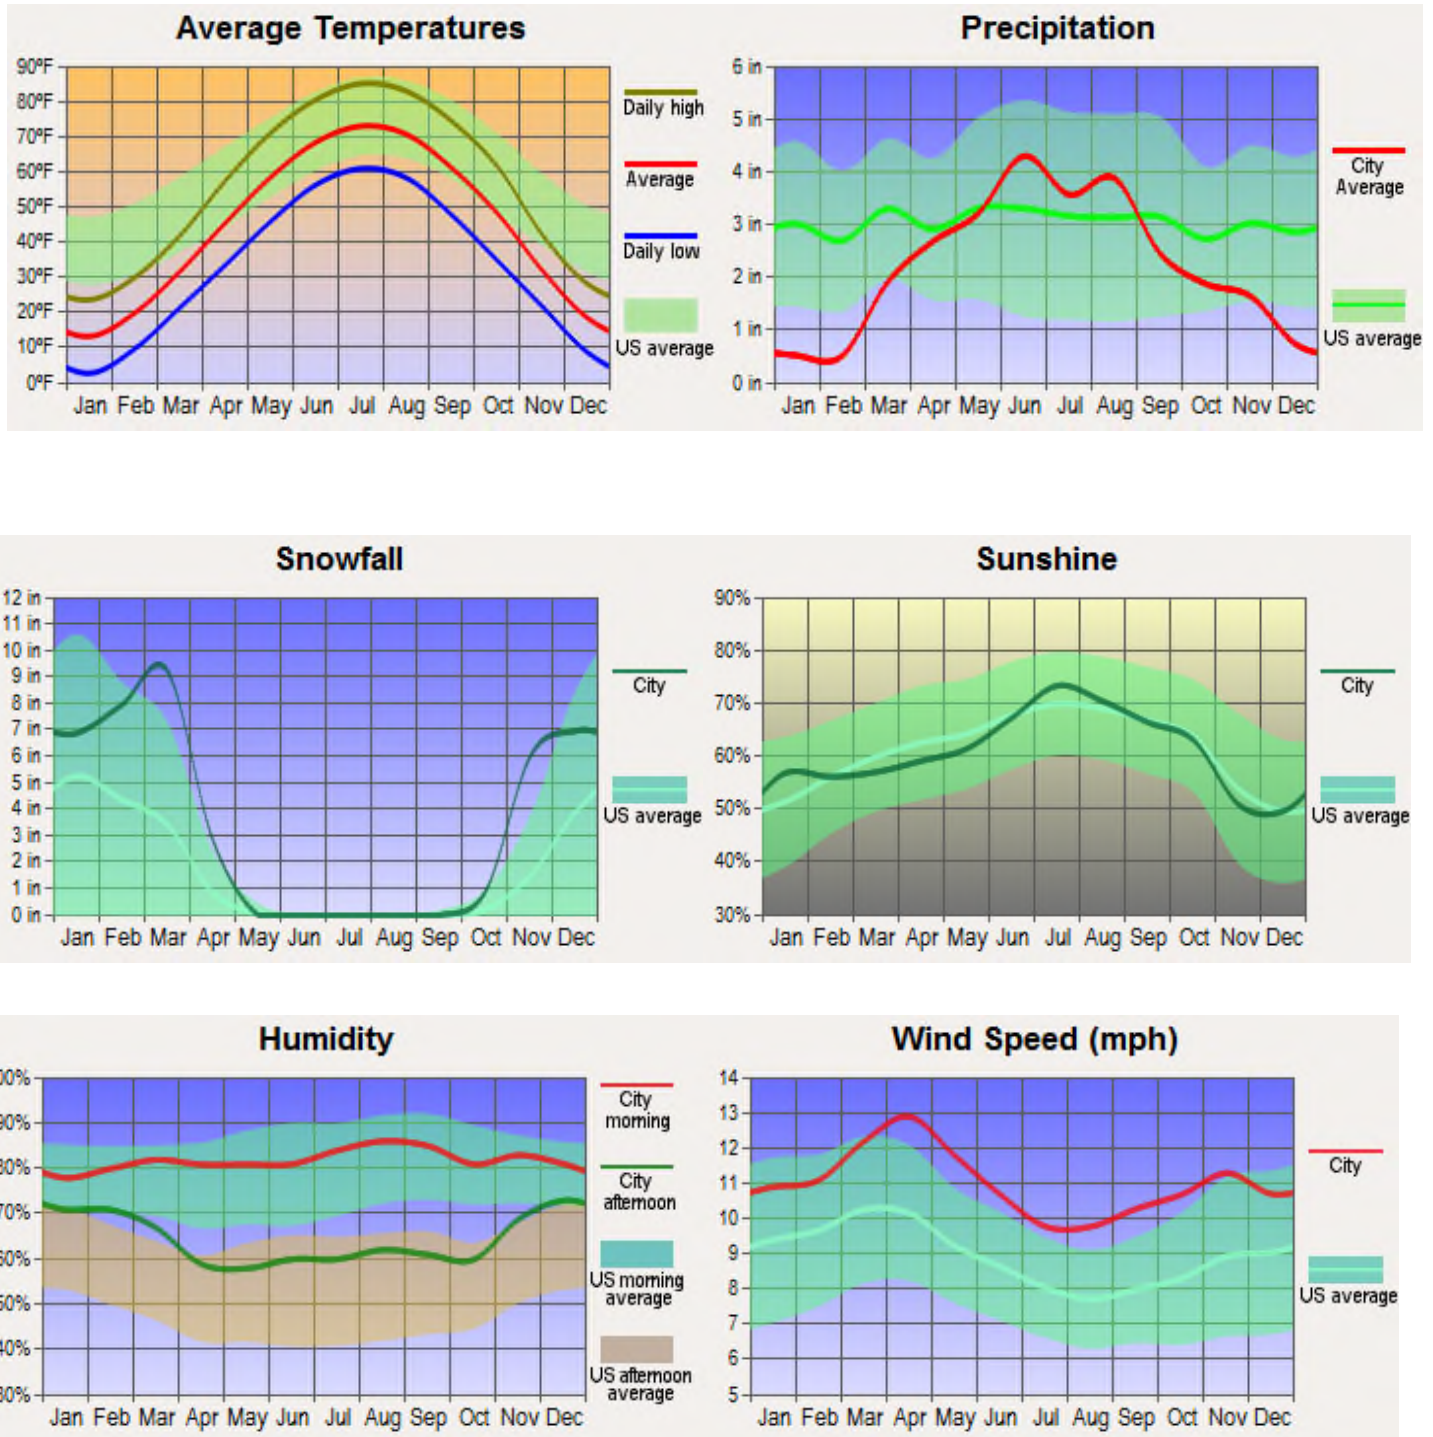 Average Temperatures
90ºF
80ºF
70ºF
60ºF
50ºF
40ºF
30ºF
20ºF
10ºF
0ºF
Jan Feb Mar Apr May Jun Jul Aug Sep Oct Nov Dec
Daily high
Average
Daily low
US average
Precipitation
6 in
5 in
4 in
3 in
2 in
1 in
0 in
Jan Feb Mar Apr May Jun Jul Aug Sep Oct Nov Dec
City
Average
US average
Snowfall
12 in
11 in
10 in
9 in
8 in
7 in
6 in
5 in
4 in
3 in
2 in
1 in
0 in
Jan Feb Mar Apr May Jun Jul Aug Sep Oct Nov Dec
City
US average
Sunshine
90%
80%
70%
60%
50%
40%
30%
Jan Feb Mar Apr May Jun Jul Aug Sep Oct Nov Dec
City
US average
Humidity
00%
90%
80%
70%
60%
50%
40%
30%
Jan Feb Mar Apr May Jun Jul Aug Sep Oct Nov Dec
City
morning
City
afternoon
US morning
average
US afternoon
average
Wind Speed (mph)
14
13
12
11
10
9
8
7
6
5
Jan Feb Mar Apr May Jun Jul Aug Sep Oct Nov Dec
City
US average